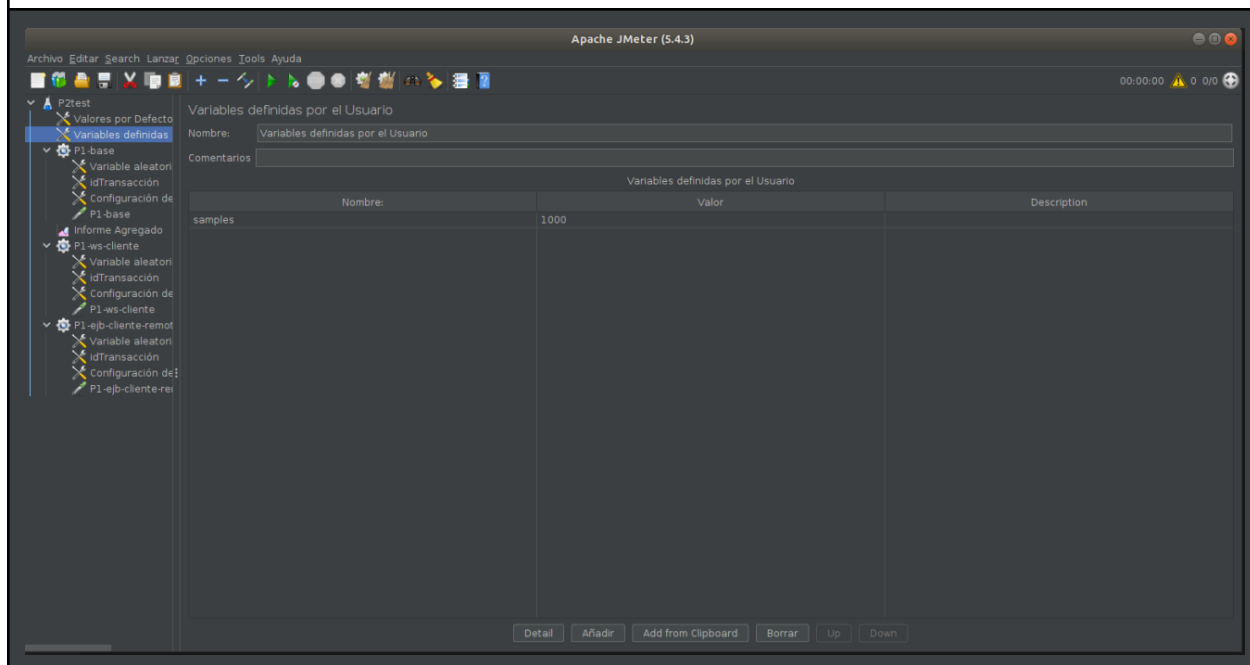 Apache JMeter (5.4.3)
Archivo Editar Search Lanzar Opciones Tools Ayuda
00:00:00 0 0/0
P2test
Valores por Defecto
Variables definidas
P1-base
Variable aleatori
idTransacción
Configuración de
P1-base
Informe Agregado
P1-ws-cliente
Variable aleatori
idTransacción
Configuración de
P1-ws-cliente
P1-ejb-cliente-remot
Variable aleatori
idTransacción
Configuración de
P1-ejb-cliente-re
Variables definidas por el Usuario
Nombre: Variables definidas por el Usuario
Comentarios
Variables definidas por el Usuario
Nombre: Valor Description
samples 1000
Detail Añadir Add from Clipboard Borrar Up Down